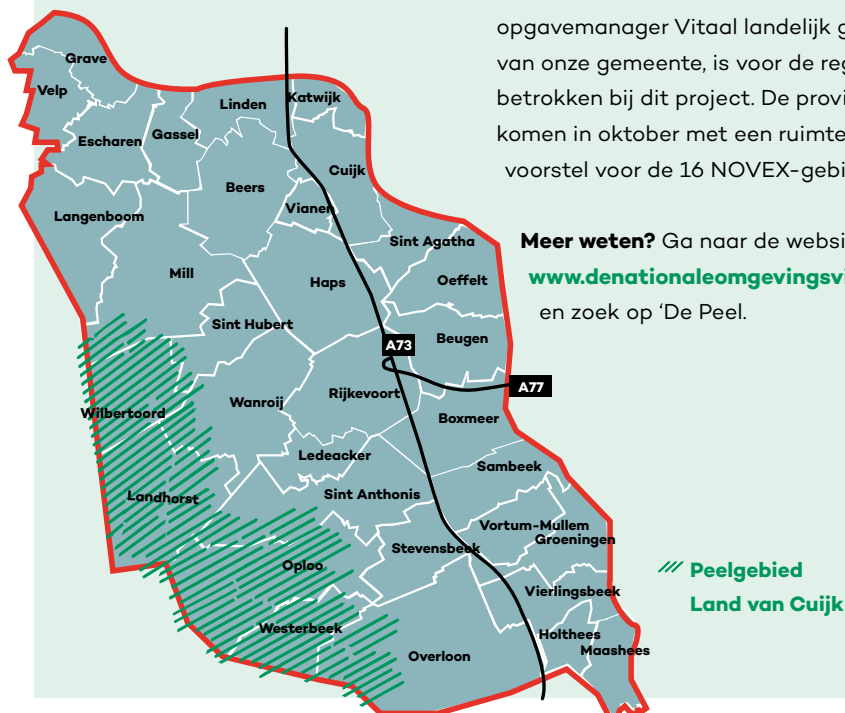 opgavemanager Vitaal landelijk g
van onze gemeente, is voor de reg
betrokken bij dit project. De provi
komen in oktober met een ruimte
voorstel voor de 16 NOVEX-gebi
Meer weten? Ga naar de websi
www.denationaleomgevingsvi
en zoek op ‘De Peel.
Grave
Velp
Linden
Katwijk
Escharen
Gassel
Cuijk
Beers
Vianen
Langenboom
Sint Agatha
Mill
Haps
Oeffelt
Sint Hubert
Beugen
A73
A77
Wilbertoord
Wanroij
Rijkevoort
Boxmeer
Ledeacker
Sambeek
Landhorst
Sint Anthonis
Vortum-Mullem
Groeningen
Stevensbeek
Oploo
Vierlingsbeek
Westerbeek
Holthees
Maashees
Overloon
Peelgebied
Land van Cuijk